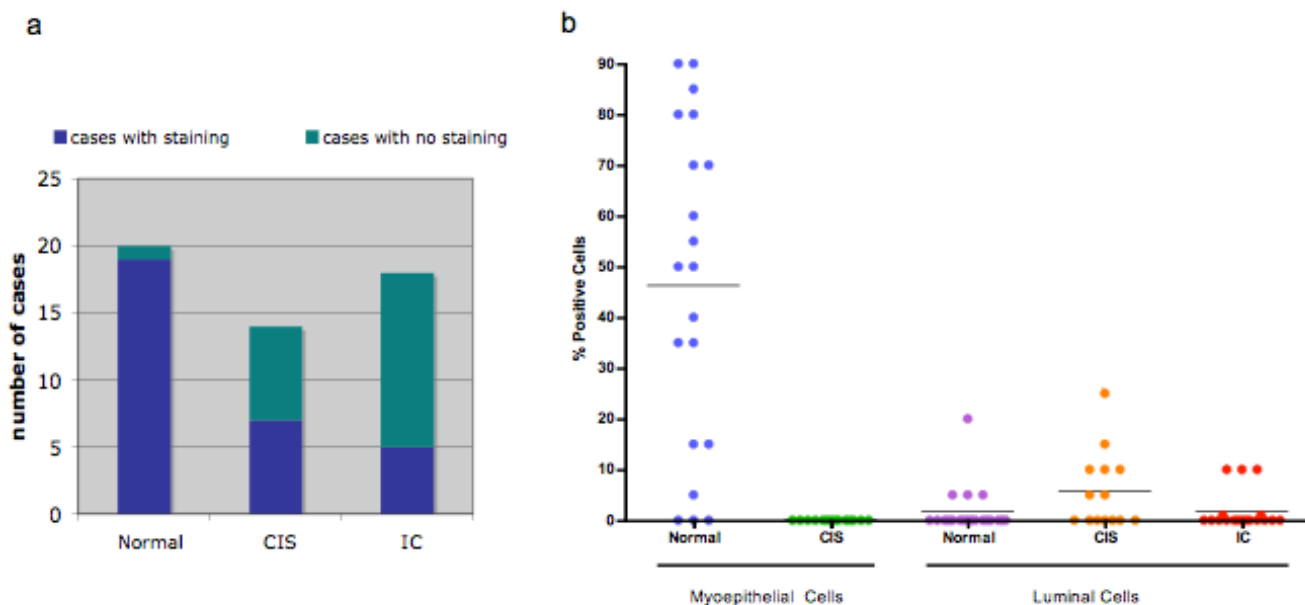 a
cases with staining cases with no staining
number of cases
25
20
15
10
5
0
Normal CIS IC
b
% Positive Cells
90
80
70
60
50
40
30
20
10
0
Normal CIS Normal CIS IC
Myoepithelial Cells Luminal Cells